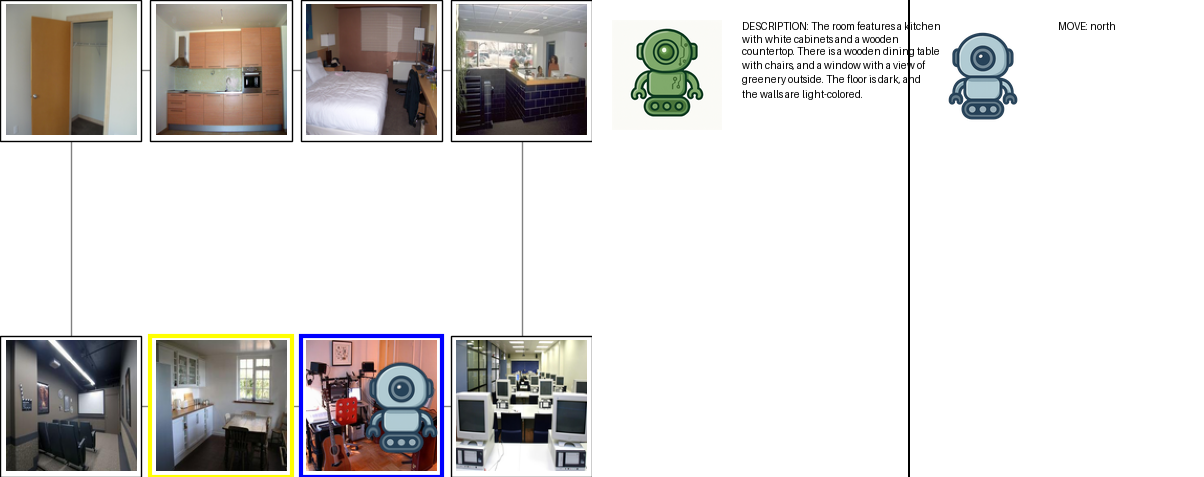 DESCRIPTION: The room features a kitchen
with white cabinets and a wooden
countertop. There is a wooden dining table
with chairs, and a window with a view of
greenery outside. The floor is dark, and
the walls are light-colored.
MOVE: north